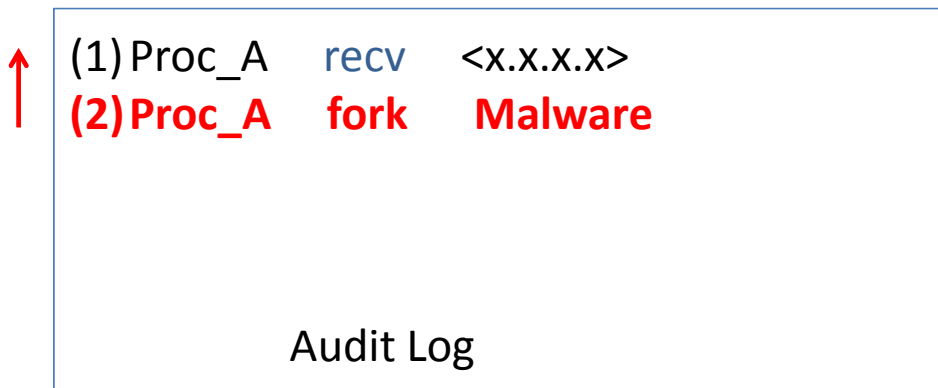 (1) Proc_A recv <x.x.x.x>
(2) Proc_A fork Malware
Audit Log